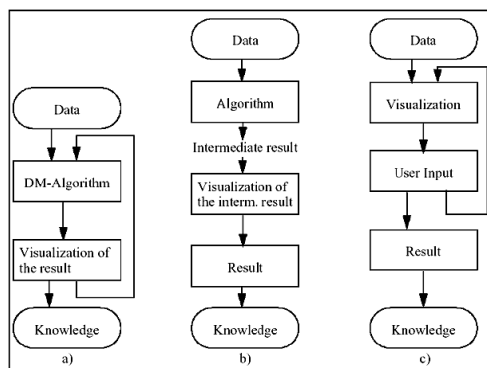 Data
DM-Algorithm
Visualization of
the result
Knowledge
a)
Data
Algorithm
Intermediate result
Visualization of
the interm. result
Result
Knowledge
b)
Data
Visualization
User Input
Result
Knowledge
c)